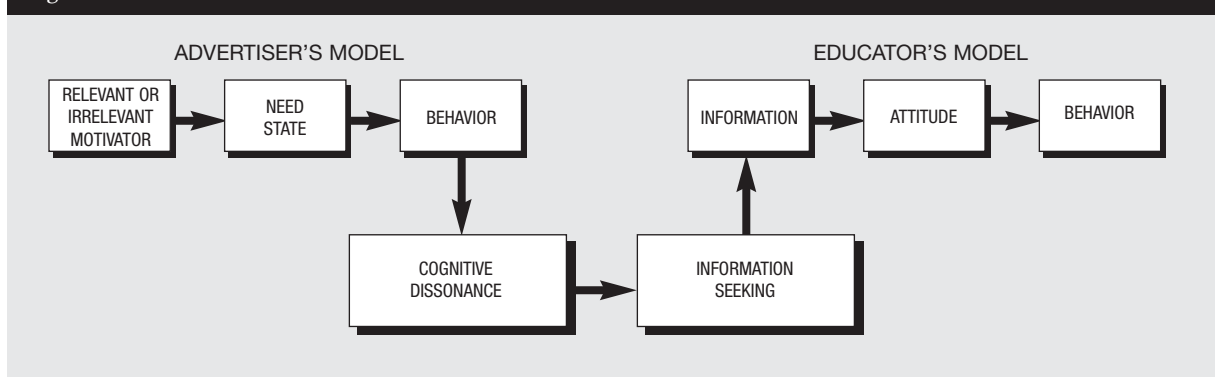 ADVERTISER’S MODEL
RELEVANT OR
IRRELEVANT
MOTIVATOR
NEED
STATE
BEHAVIOR
EDUCATOR’S MODEL
INFORMATION
ATTITUDE
BEHAVIOR
COGNITIVE
DISSONANCE
INFORMATION
SEEKING